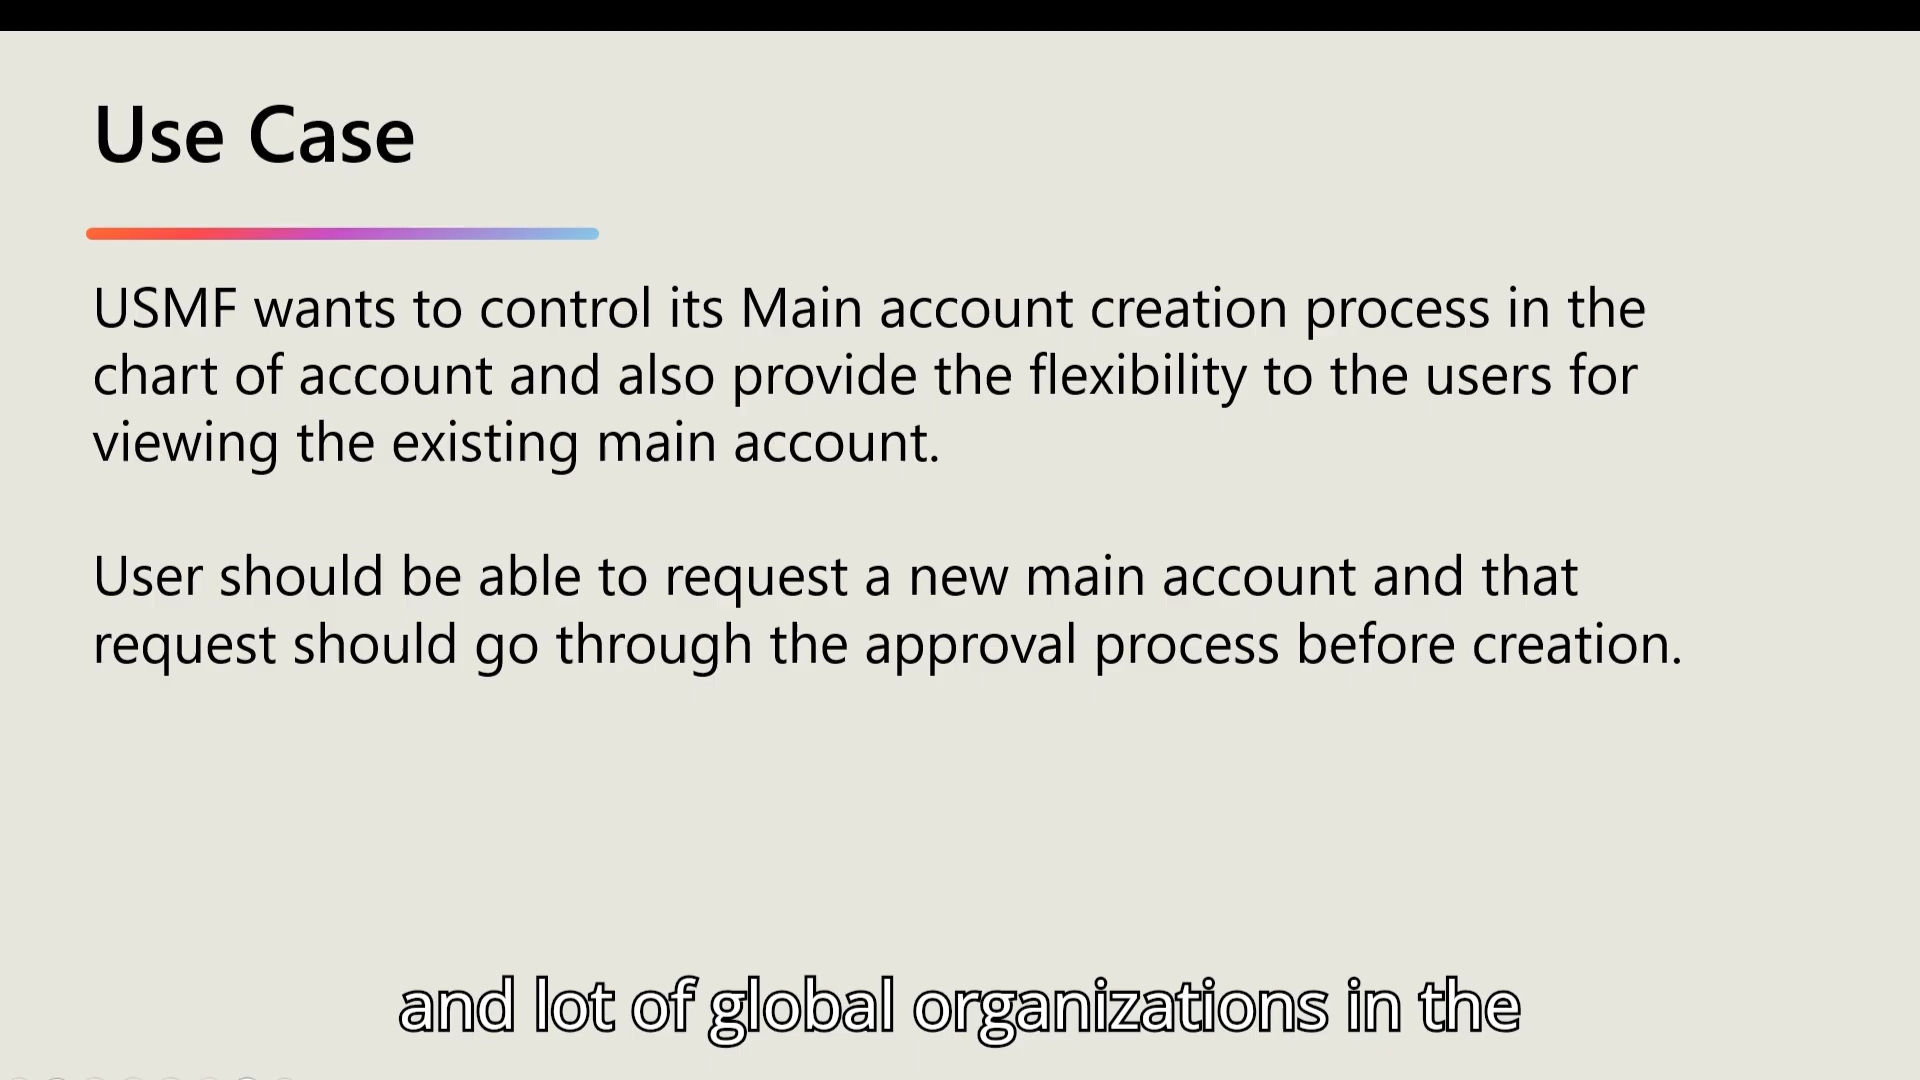 Use Case
USMF wants to control its Main account creation process in the
chart of account and also provide the flexibility to the users for
viewing the existing main account.
User should be able to request a new main account and that
request should go through the approval process before creation.
and lot of global organizations in the